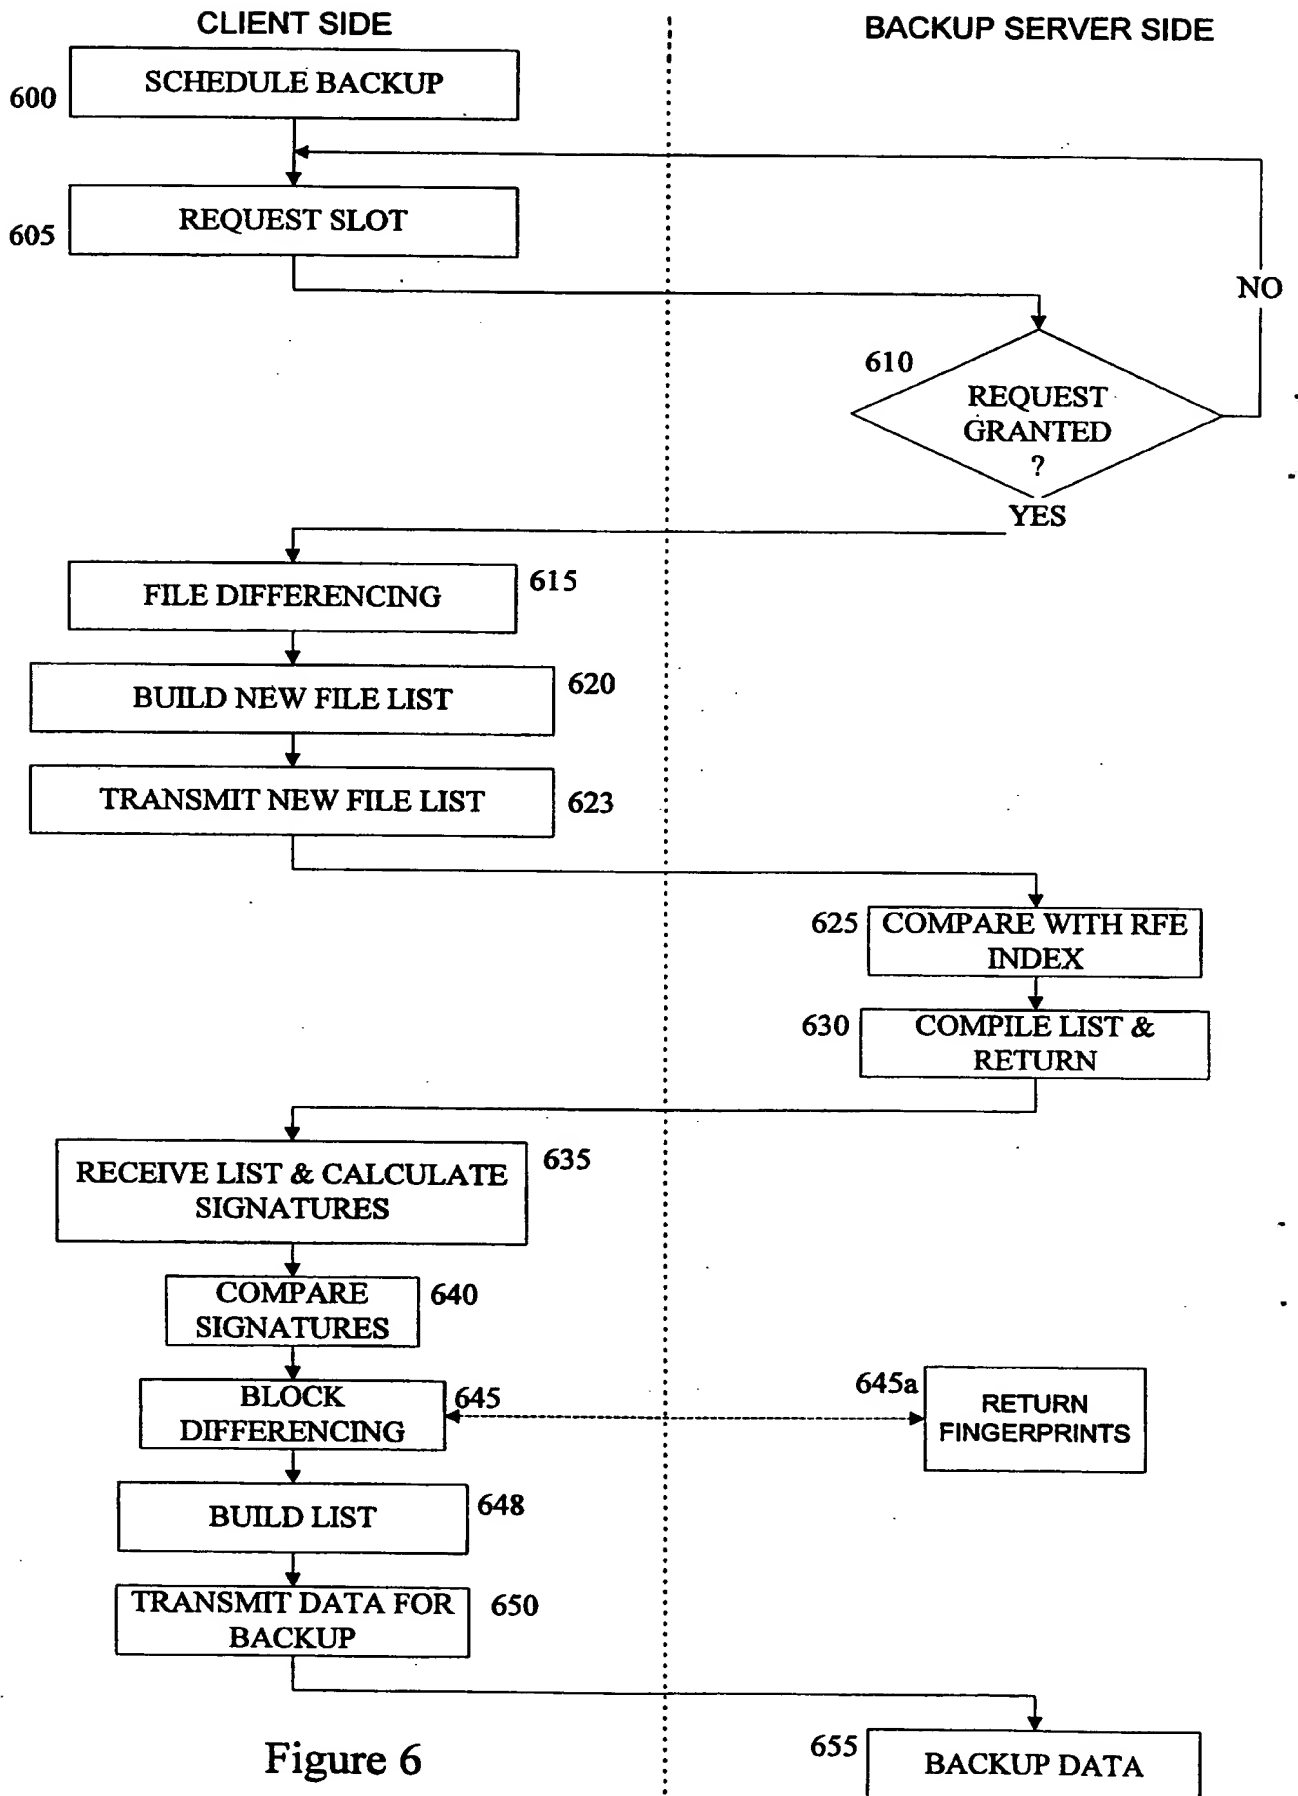 CLIENT SIDE
BACKUP SERVER SIDE
SCHEDULE BACKUP
600
REQUEST SLOT
605
NO
610
REQUEST
GRANTED
?
YES
FILE DIFFERENCING
615
BUILD NEW FILE LIST
620
TRANSMIT NEW FILE LIST
623
625
COMPARE WITH RFE
INDEX
630
COMPILE LIST &
RETURN
RECEIVE LIST & CALCULATE
SIGNATURES
635
COMPARE
SIGNATURES
640
BLOCK
DIFFERENCING
645
645a
RETURN
FINGERPRINTS
BUILD LIST
648
TRANSMIT DATA FOR
BACKUP
650
655
BACKUP DATA
Figure 6